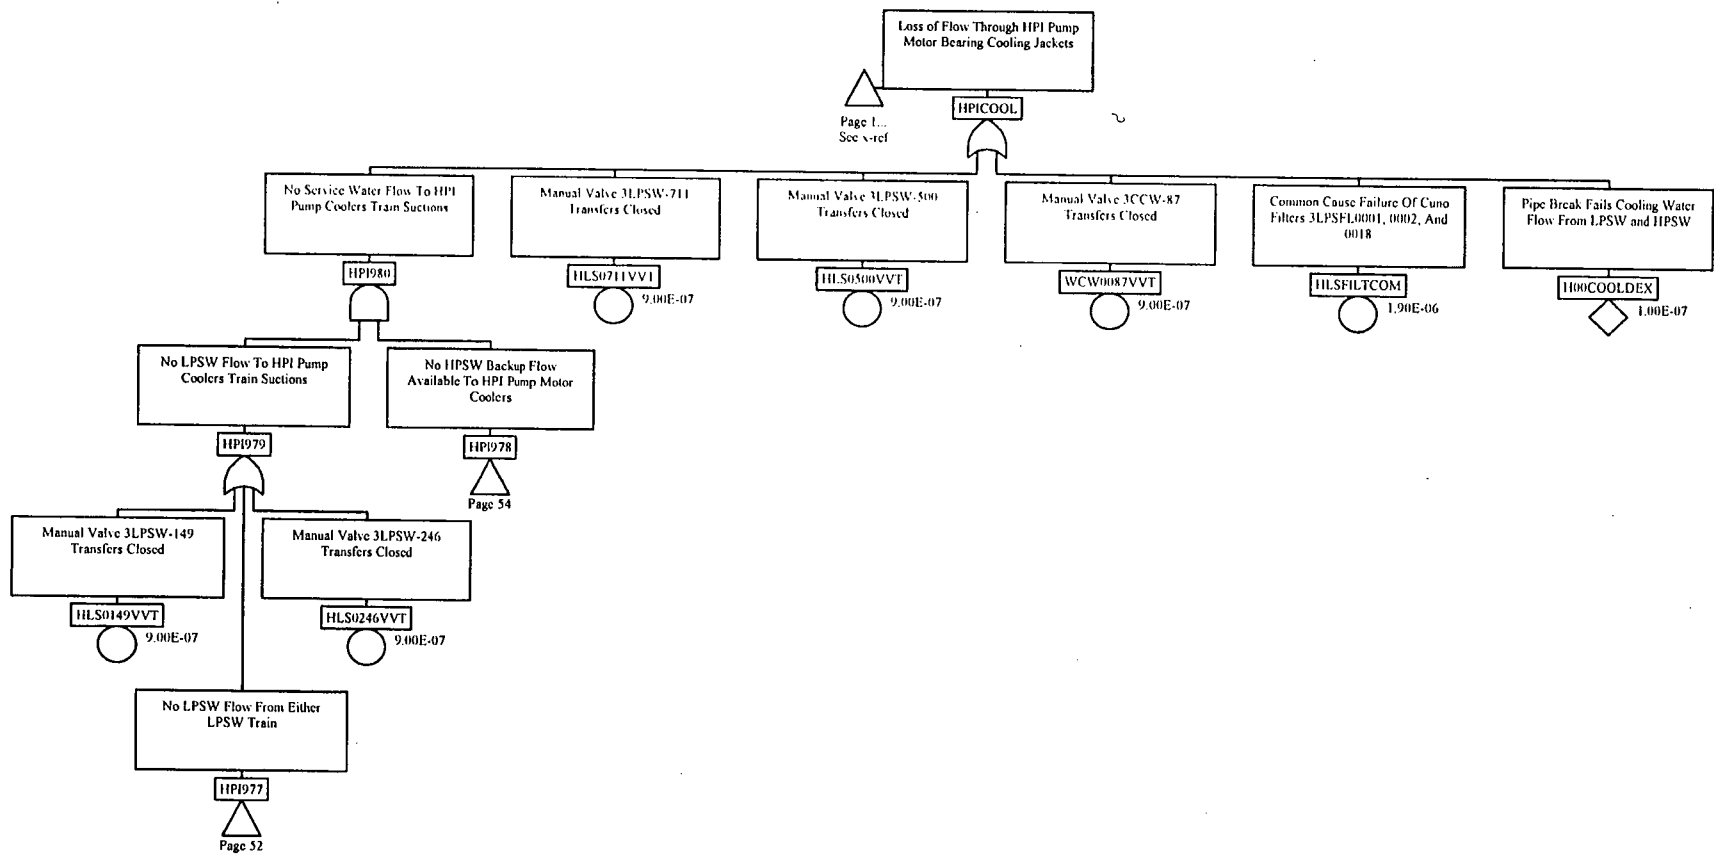 Loss of Flow Through HPI Pump
Motor Bearing Cooling Jackets
Page 1...
See x-ref
HPICOOL
No Service Water Flow To HPI
Pump Coolers Train Suctions
HPI980
Manual Valve 3LPSW-711
Transfers Closed
HLS0711VVT
9.00E-07
Manual Valve 3LPSW-500
Transfers Closed
HLS0500VVT
9.00E-07
Manual Valve 3CCW-87
Transfers Closed
WCW0087VVT
9.00E-07
Common Cause Failure Of Cuno
Filters 3LPSFL0001, 0002, And
0018
HLSFILTCOM
1.90E-06
Pipe Break Fails Cooling Water
Flow From LPSW and HPSW
H00COOLDEX
1.00E-07
No LPSW Flow To HPI Pump
Coolers Train Suctions
HPI979
No HPSW Backup Flow
Available To HPI Pump Motor
Coolers
HPI978
Page 54
Manual Valve 3LPSW-149
Transfers Closed
HLS0149VVT
9.00E-07
Manual Valve 3LPSW-246
Transfers Closed
HLS0246VVT
9.00E-07
No LPSW Flow From Either
LPSW Train
HPI977
Page 52